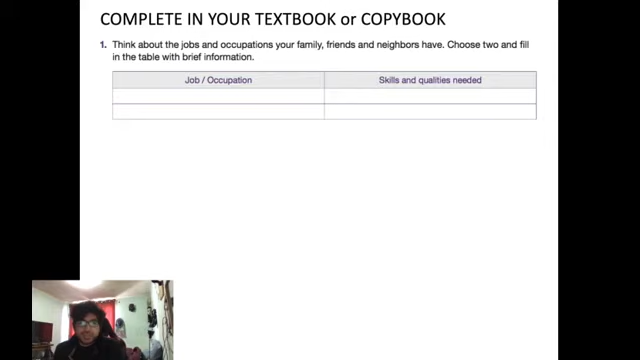 COMPLETE IN YOUR TEXTBOOK or COPYBOOK
1. Think about the jobs and occupations your family, friends and neighbors have. Choose two and fill
in the table with brief information.
Job / Occupation
Skills and qualities needed